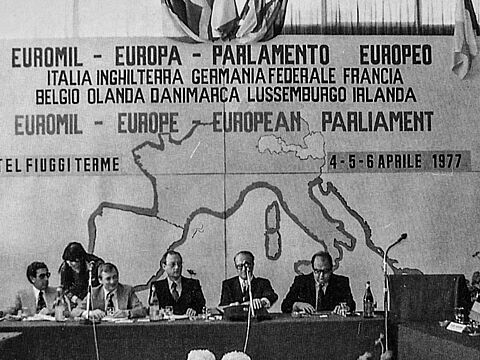 EUROMIL - EUROPA - PARLAMENTO EUROPEO
ITALIA INGHILTERRA GERMANIA FEDERALE FRANCIA
BELGIO OLANDA DANIMARCA LUSSEMBURGO IRLANDA
EUROMIL - EUROPE - EUROPEAN PARLIAMENT
TEL FIUGGI TERME 4-5-6 APRILE 1977